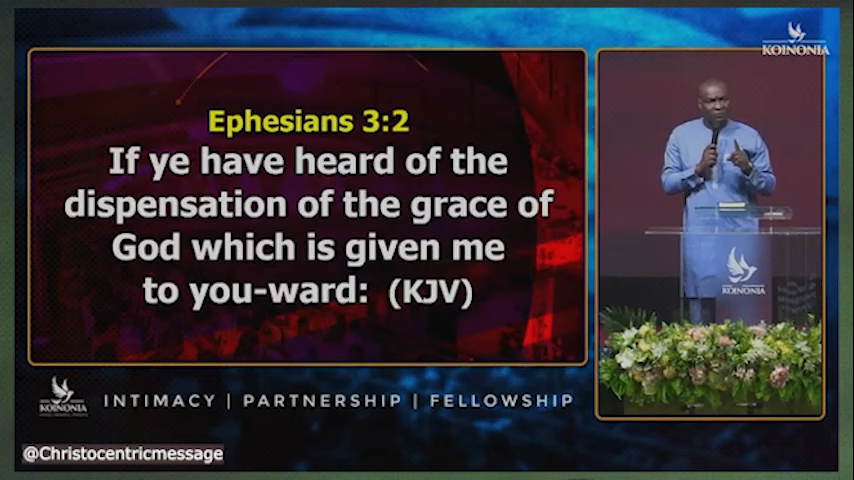 KOINONIA
Ephesians 3:2
If ye have heard of the
dispensation of the grace of
God which is given me
to you-ward: (KJV)
KOINONIA
KOINONIA
INTIMACY | PARTNERSHIP | FELLOWSHIP
@Christocentricmessage